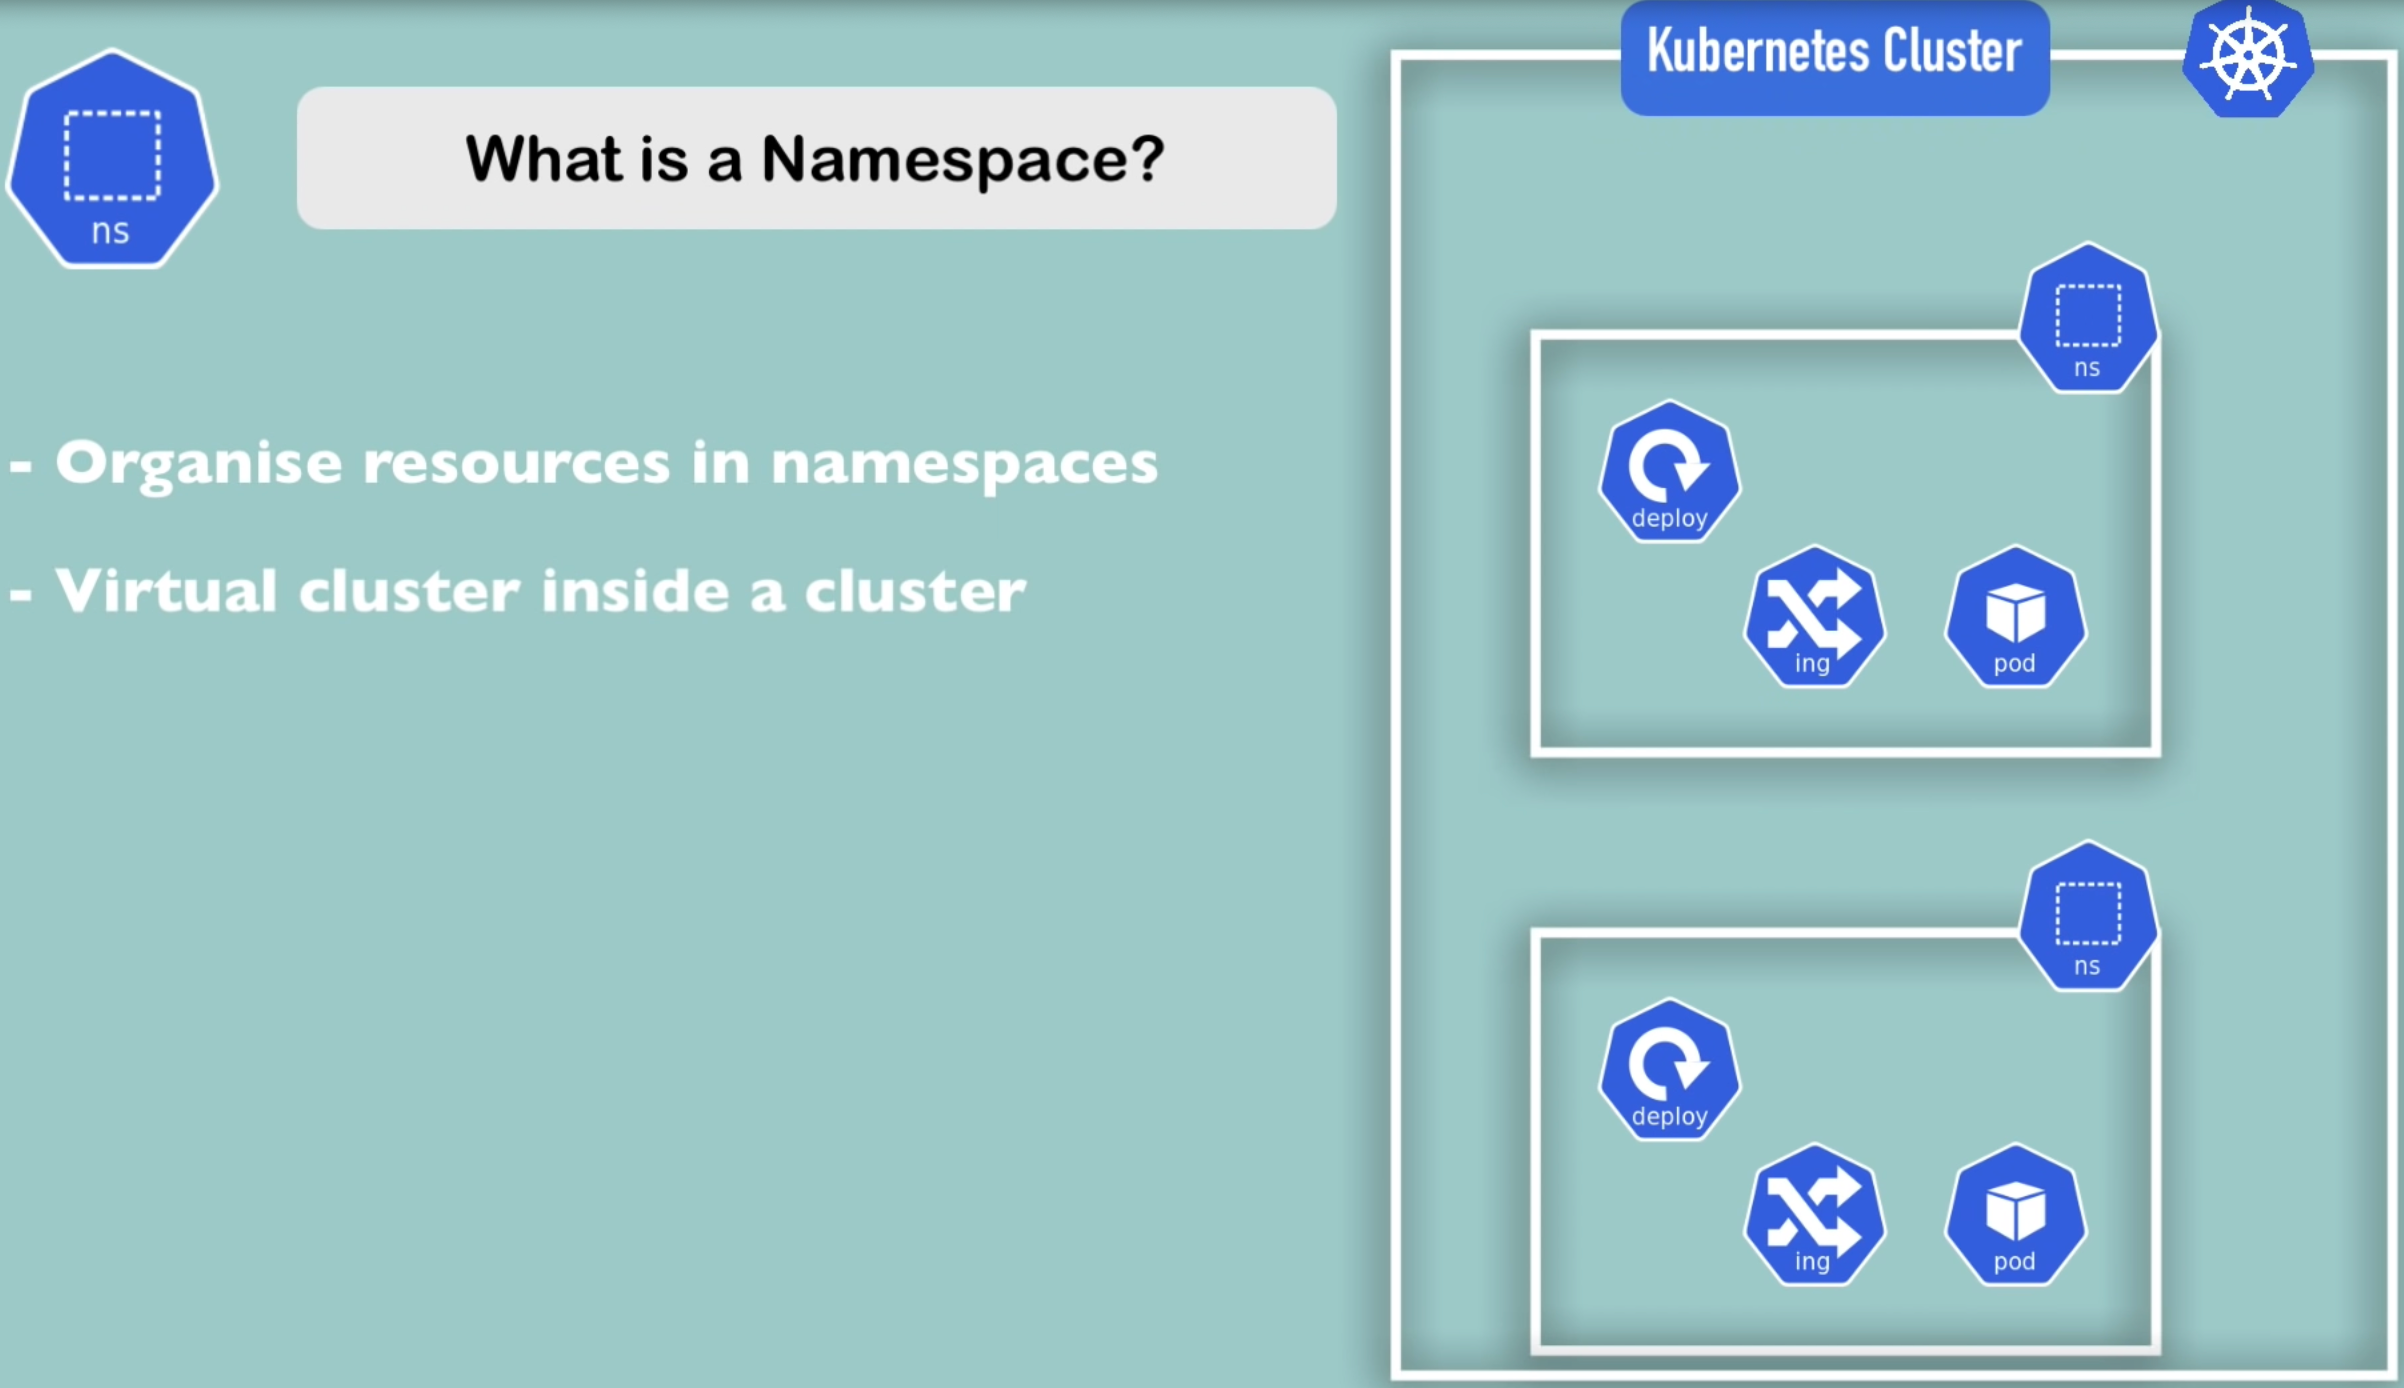 Kubernetes Cluster
What is a Namespace?
ns
- Organise resources in namespaces
- Virtual cluster inside a cluster
ns
deploy
ing
pod
ns
deploy
ing
pod